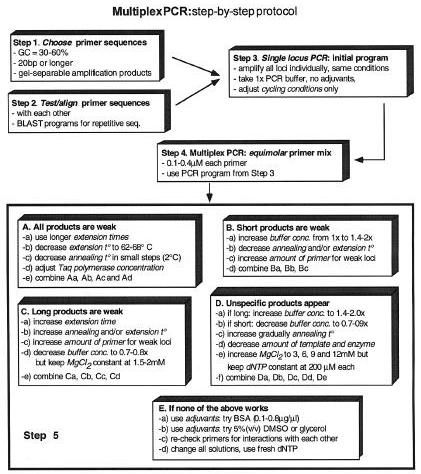 Multiplex PCR:step-by-step protocol
Step 1. Choose primer sequences
- GC = 30-60%
- 20bp or longer
- gel-separable amplification products
Step 2. Test/align primer sequences
- with each other
- BLAST programs for repetitive seq.
Step 3. Single locus PCR: initial program
- amplify all loci individually, same conditions
- take 1x PCR buffer, no adjuvants,
- adjust cycling conditions only
Step 4. Multiplex PCR: equimolar primer mix
- 0.1-0.4µM each primer
- use PCR program from Step 3
A. All products are weak
-a) use longer extension times
-b) decrease extension t° to 62-68° C
-c) decrease annealing t° in small steps (2°C)
-d) adjust Taq polymerase concentration
-e) combine Aa, Ab, Ac and Ad
B. Short products are weak
-a) increase buffer conc. from 1x to 1.4-2x
-b) decrease annealing and/or extension t°
-c) increase amount of primer for weak loci
-d) combine Ba, Bb, Bc
C. Long products are weak
-a) increase extension time
-b) increase annealing and/or extension t°
-c) increase amount of primer for weak loci
-d) decrease buffer conc. to 0.7-0.8x
but keep MgCl2 constant at 1.5-2mM
-e) combine Ca, Cb, Cc, Cd
D. Unspecific products appear
-a) if long: increase buffer conc. to 1.4-2.0x
-b) if short: decrease buffer conc. to 0.7-09x
-c) increase gradually annealing t°
-d) decrease amount of template and enzyme
-e) increase MgCl2 to 3, 6, 9 and 12mM but
keep dNTP constant at 200 µM each
-f) combine Da, Db, Dc, Dd, De
E. If none of the above works
-a) use adjuvants: try BSA (0.1-0.8µg/µl)
-b) use adjuvants: try 5%(v/v) DMSO or glycerol
-c) re-check primers for interactions with each other
-d) change all solutions, use fresh dNTP
Step 5